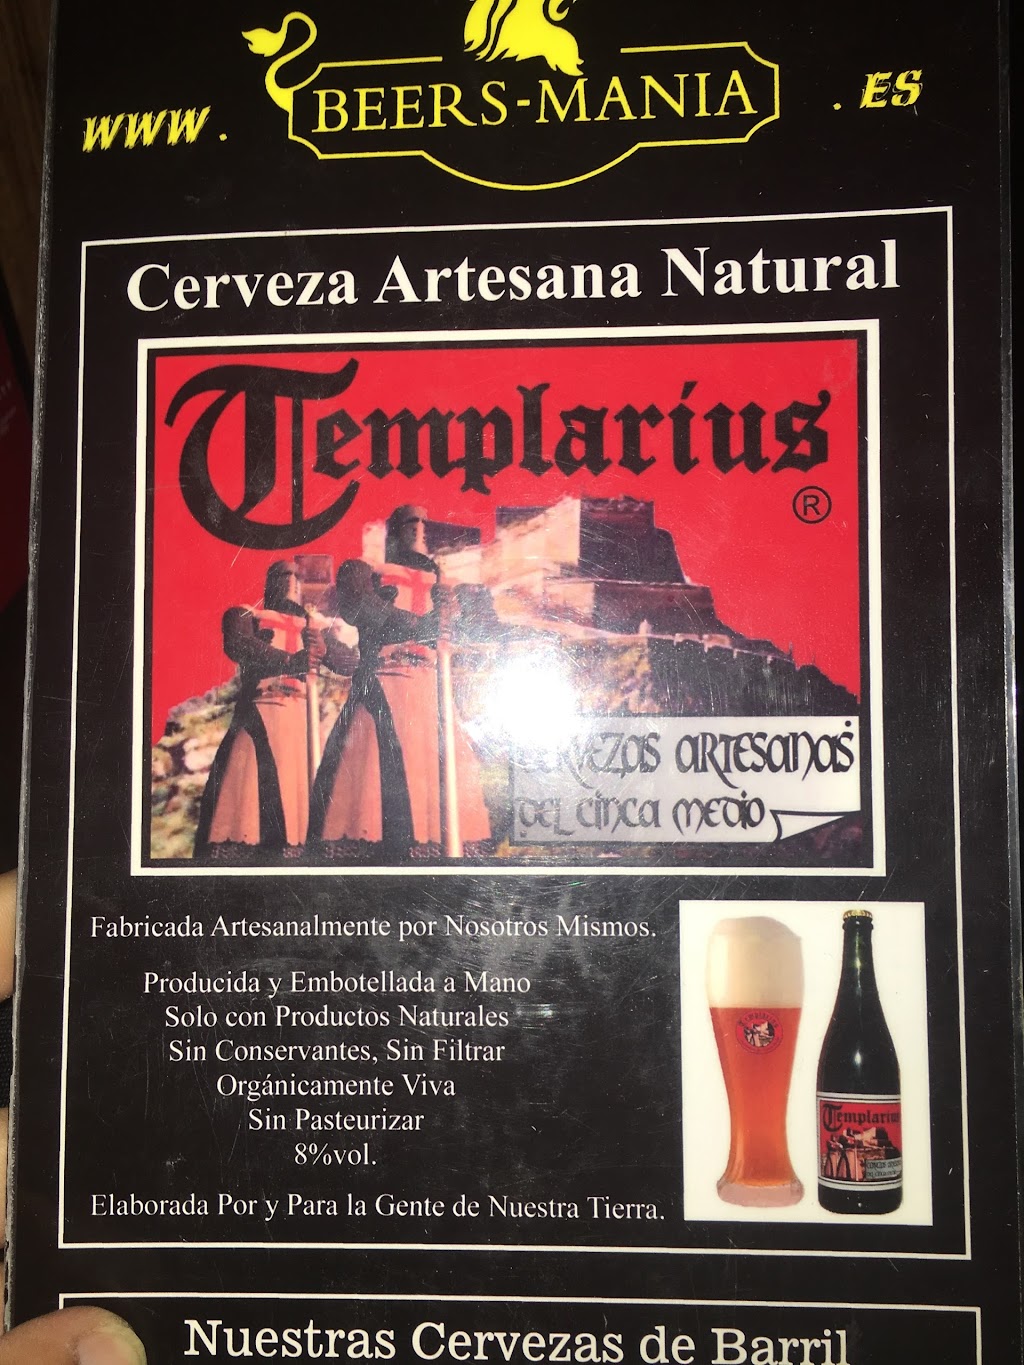 www. BEERS-MANIA .ES
Cerveza Artesana Natural
Templarius
®
CERVEZAS ARTESANAS
DEL CINCA MEDIO
Fabricada Artesanalmente por Nosotros Mismos.
Producida y Embotellada a Mano
Solo con Productos Naturales
Sin Conservantes, Sin Filtrar
Orgánicamente Viva
Sin Pasteurizar
8%vol.
Elaborada Por y Para la Gente de Nuestra Tierra.
Templarius
Nuestras Cervezas de Barril